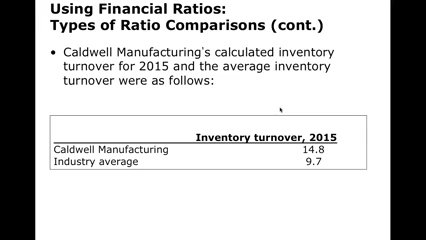 Using Financial Ratios:
Types of Ratio Comparisons (cont.)
• Caldwell Manufacturing's calculated inventory
turnover for 2015 and the average inventory
turnover were as follows:
Inventory turnover, 2015
Caldwell Manufacturing 14.8
Industry average 9.7